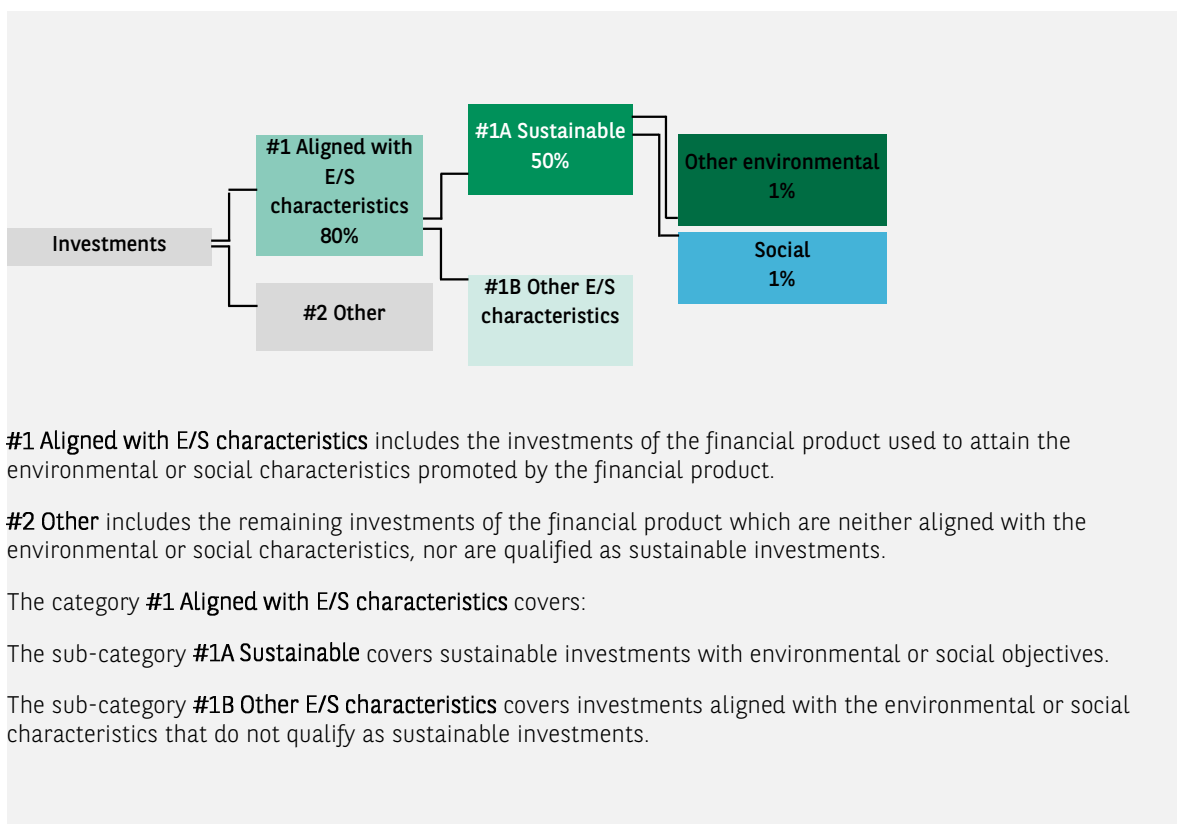 Investments
#1 Aligned with
E/S
characteristics
80%
#2 Other
#1A Sustainable
50%
#1B Other E/S
characteristics
Other environmental
1%
Social
1%
#1 Aligned with E/S characteristics includes the investments of the financial product used to attain the
environmental or social characteristics promoted by the financial product.
#2 Other includes the remaining investments of the financial product which are neither aligned with the
environmental or social characteristics, nor are qualified as sustainable investments.
The category #1 Aligned with E/S characteristics covers:
The sub-category #1A Sustainable covers sustainable investments with environmental or social objectives.
The sub-category #1B Other E/S characteristics covers investments aligned with the environmental or social
characteristics that do not qualify as sustainable investments.